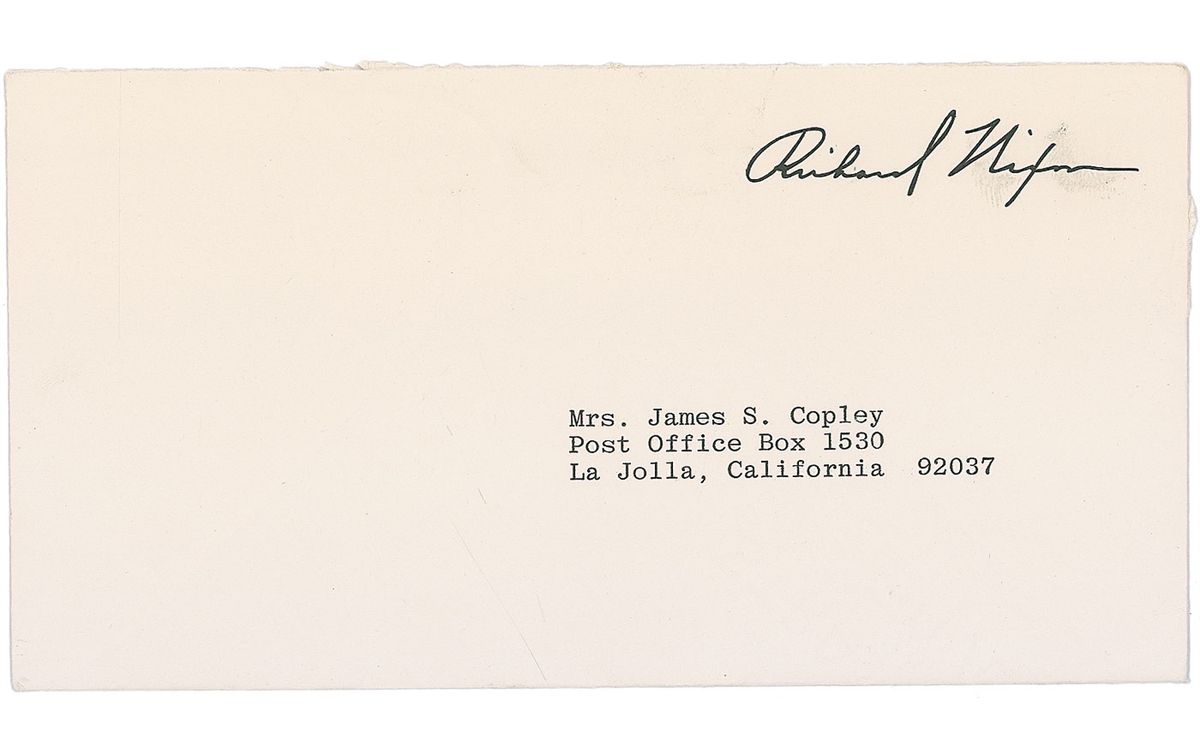 Richard Nixon
Mrs. James S. Copley
Post Office Box 1530
La Jolla, California  92037